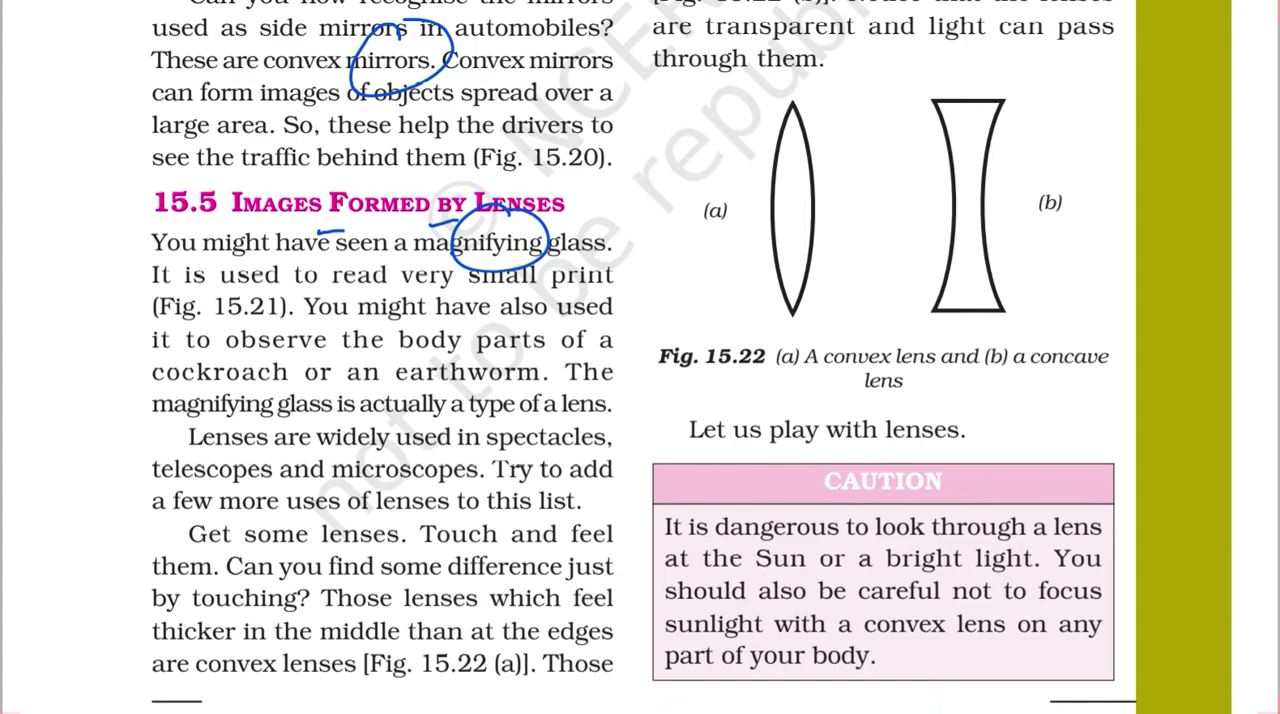 used as side mirrors in automobiles?
These are convex mirrors. Convex mirrors
can form images of objects spread over a
large area. So, these help the drivers to
see the traffic behind them (Fig. 15.20).
15.5 IMAGES FORMED BY LENSES
You might have seen a magnifying glass.
It is used to read very small print
(Fig. 15.21). You might have also used
it to observe the body parts of a
cockroach or an earthworm. The
magnifying glass is actually a type of a lens.
Lenses are widely used in spectacles,
telescopes and microscopes. Try to add
a few more uses of lenses to this list.
Get some lenses. Touch and feel
them. Can you find some difference just
by touching? Those lenses which feel
thicker in the middle than at the edges
are convex lenses [Fig. 15.22 (a)]. Those
are transparent and light can pass
through them.
(a)
(b)
Fig. 15.22 (a) A convex lens and (b) a concave
lens
Let us play with lenses.
CAUTION
It is dangerous to look through a lens
at the Sun or a bright light. You
should also be careful not to focus
sunlight with a convex lens on any
part of your body.
© NCER
not to be republi